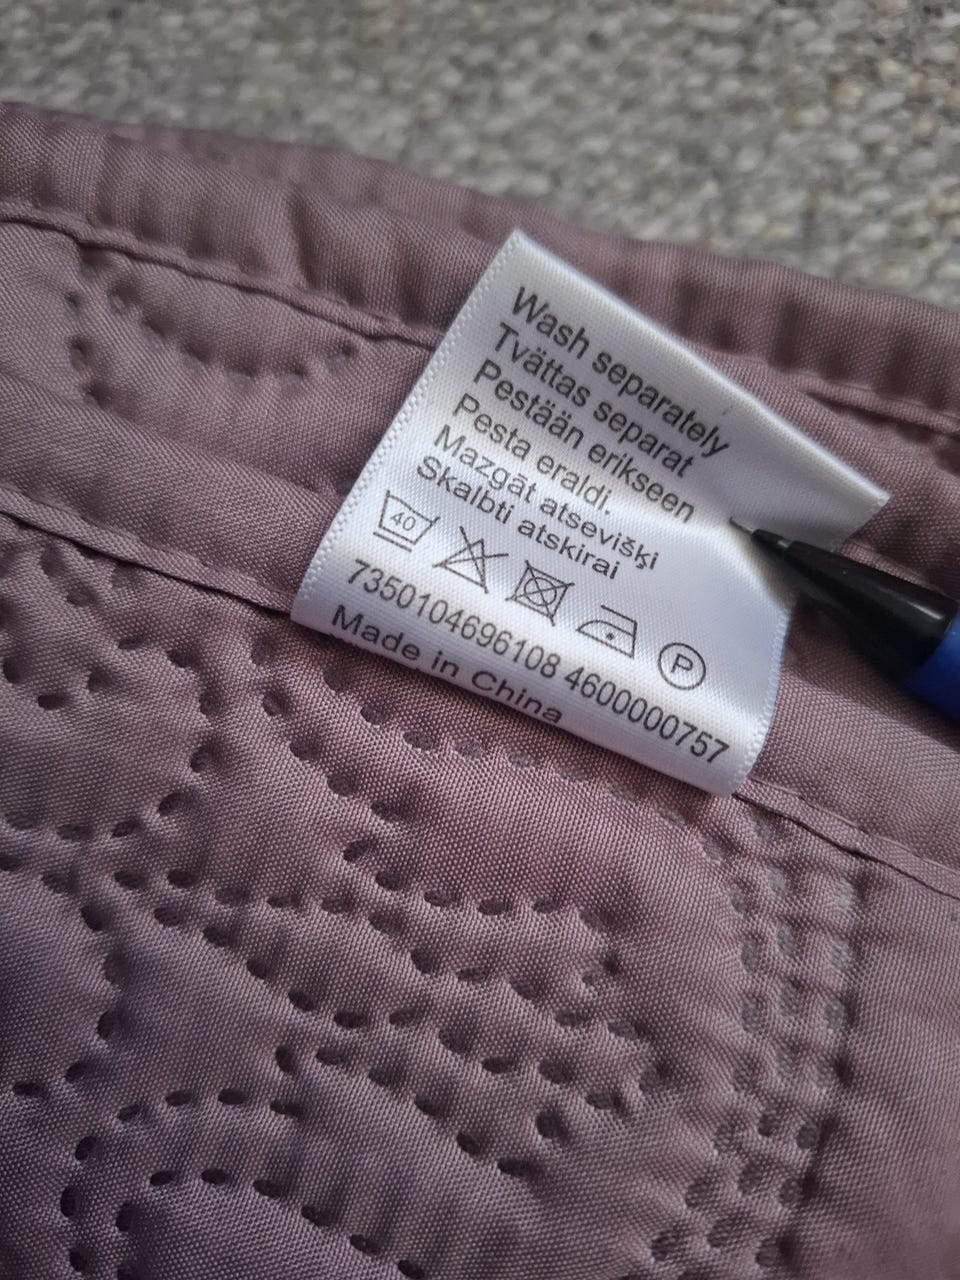 Wash separately
Tvättas separat
Pestään erikseen
Pesta eraldi.
Mazgāt atsevišķi
Skalbti atskirai
40 P
7350104696108 4600000757
Made in China